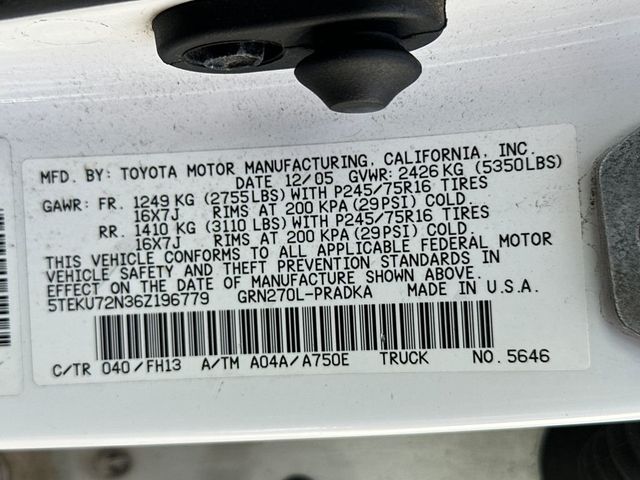 MFD. BY: TOYOTA MOTOR MANUFACTURING, CALIFORNIA, INC.
DATE 12/05 GVWR: 2426 KG (5350LBS)
GAWR: FR. 1249 KG (2755LBS) WITH P245/75R16 TIRES
16X7J RIMS AT 200 KPA (29PSI) COLD.
RR. 1410 KG (3110 LBS) WITH P245/75R16 TIRES
16X7J RIMS AT 200 KPA (29PSI) COLD.
THIS VEHICLE CONFORMS TO ALL APPLICABLE FEDERAL MOTOR
VEHICLE SAFETY AND THEFT PREVENTION STANDARDS IN
EFFECT ON THE DATE OF MANUFACTURE SHOWN ABOVE.
5TEKU72N36Z196779 GRN270L-PRADKA MADE IN U.S.A.
C/TR 040/FH13 A/TM A04A/A750E TRUCK NO. 5646